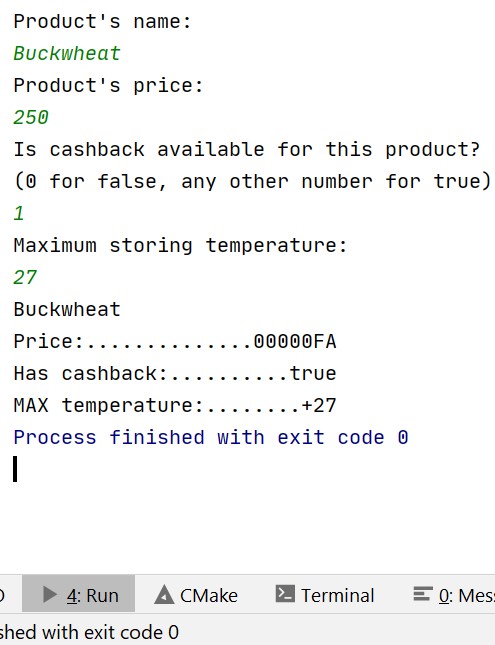 Product's name:
Buckwheat
Product's price:
250
Is cashback available for this product?
(0 for false, any other number for true)
1
Maximum storing temperature:
27
Buckwheat
Price:..............00000FA
Has cashback:..........true
MAX temperature:........+27
Process finished with exit code 0
4: Run CMake Terminal 0: Mes
shed with exit code 0